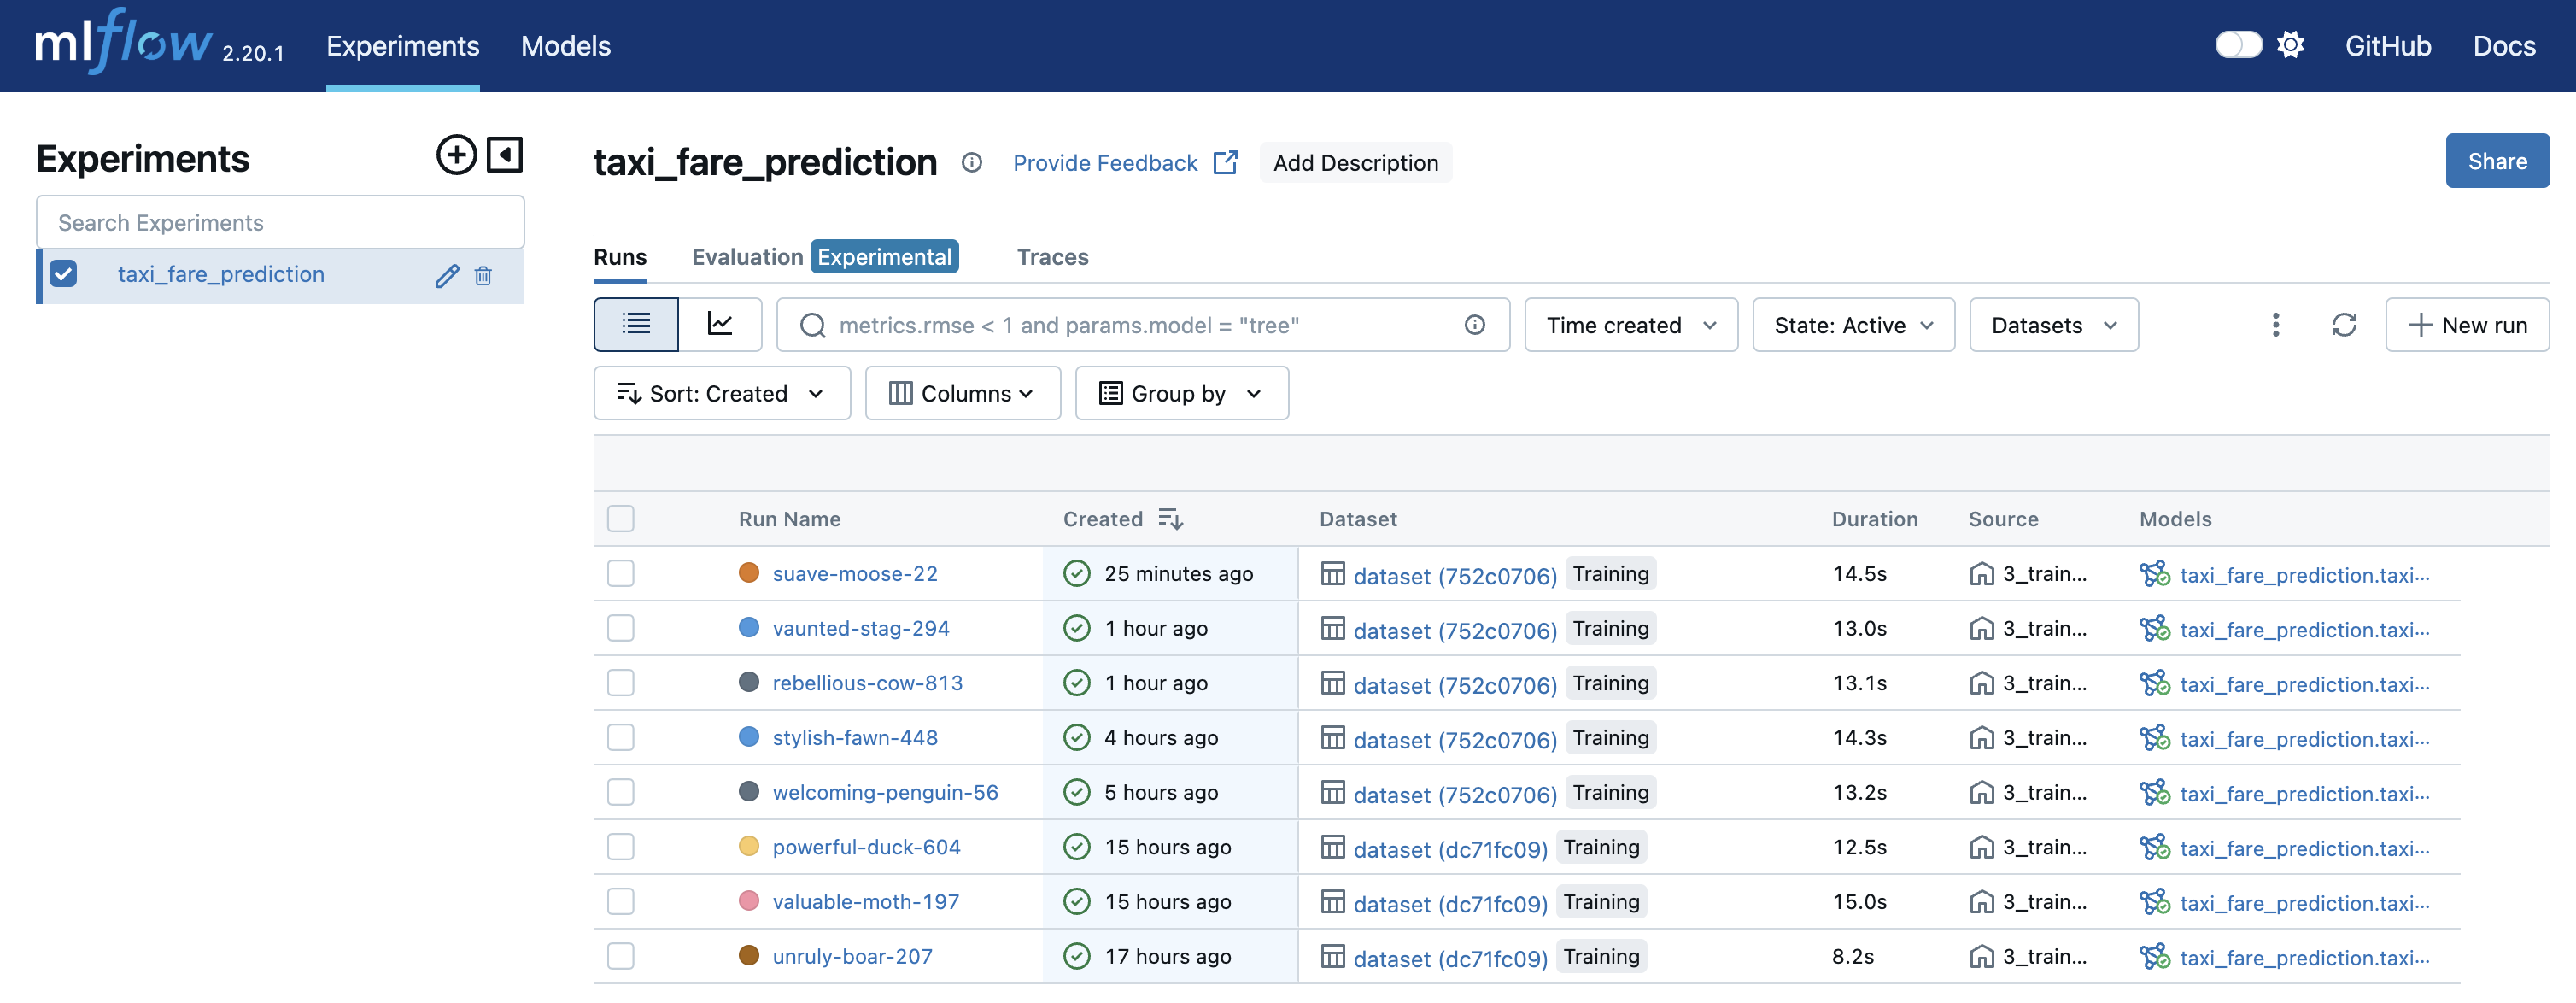 mlflow 2.20.1 Experiments Models GitHub Docs
Experiments
Search Experiments
taxi_fare_prediction
taxi_fare_prediction Provide Feedback Add Description Share
Runs Evaluation Experimental Traces
metrics.rmse < 1 and params.model = "tree" Time created State: Active Datasets New run
Sort: Created Columns Group by
Run Name Created Dataset Duration Source Models
suave-moose-22 25 minutes ago dataset (752c0706) Training 14.5s 3_train... taxi_fare_prediction.taxi...
vaunted-stag-294 1 hour ago dataset (752c0706) Training 13.0s 3_train... taxi_fare_prediction.taxi...
rebellious-cow-813 1 hour ago dataset (752c0706) Training 13.1s 3_train... taxi_fare_prediction.taxi...
stylish-fawn-448 4 hours ago dataset (752c0706) Training 14.3s 3_train... taxi_fare_prediction.taxi...
welcoming-penguin-56 5 hours ago dataset (752c0706) Training 13.2s 3_train... taxi_fare_prediction.taxi...
powerful-duck-604 15 hours ago dataset (dc71fc09) Training 12.5s 3_train... taxi_fare_prediction.taxi...
valuable-moth-197 15 hours ago dataset (dc71fc09) Training 15.0s 3_train... taxi_fare_prediction.taxi...
unruly-boar-207 17 hours ago dataset (dc71fc09) Training 8.2s 3_train... taxi_fare_prediction.taxi...